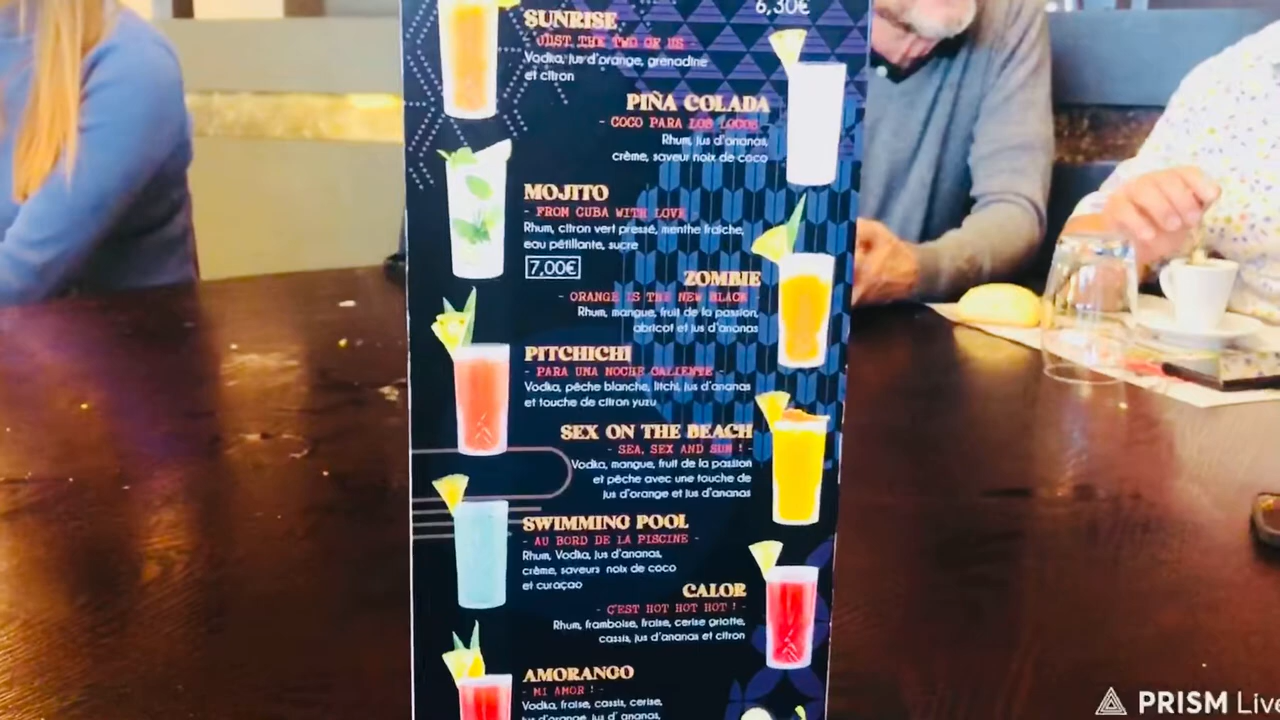 6,30€
SUNRISE
- JUST THE TWO OF US -
Vodka, jus d'orange, grenadine
et citron
PIÑA COLADA
- COCO PARA LOS LOCOS -
Rhum, jus d'ananas,
crème, saveur noix de coco
MOJITO
- FROM CUBA WITH LOVE
Rhum, citron vert pressé, menthe fraîche,
eau pétillante, sucre
7,00€
ZOMBIE
- ORANGE IS THE NEW BLACK -
Rhum, mangue, fruit de la passion,
abricot et jus d'ananas
PITCHICHI
- PARA UNA NOCHE CALIENTE -
Vodka, pêche blanche, litchi, jus d'ananas
et touche de citron yuzu
SEX ON THE BEACH
- SEA, SEX AND SUN ! -
Vodka, mangue, fruit de la passion
et pêche avec une touche de
jus d'orange et jus d'ananas
SWIMMING POOL
- AU BORD DE LA PISCINE -
Rhum, Vodka, jus d'ananas,
crème, saveurs noix de coco
et curaçao
CALOR
- C'EST HOT HOT HOT ! -
Rhum, framboise, fraise, cerise griotte,
cassis, jus d'ananas et citron
AMORANGO
- MI AMOR ! -
Vodka, fraise, cassis, cerise,
jus d'orange, jus d' ananas,
PRISM Live